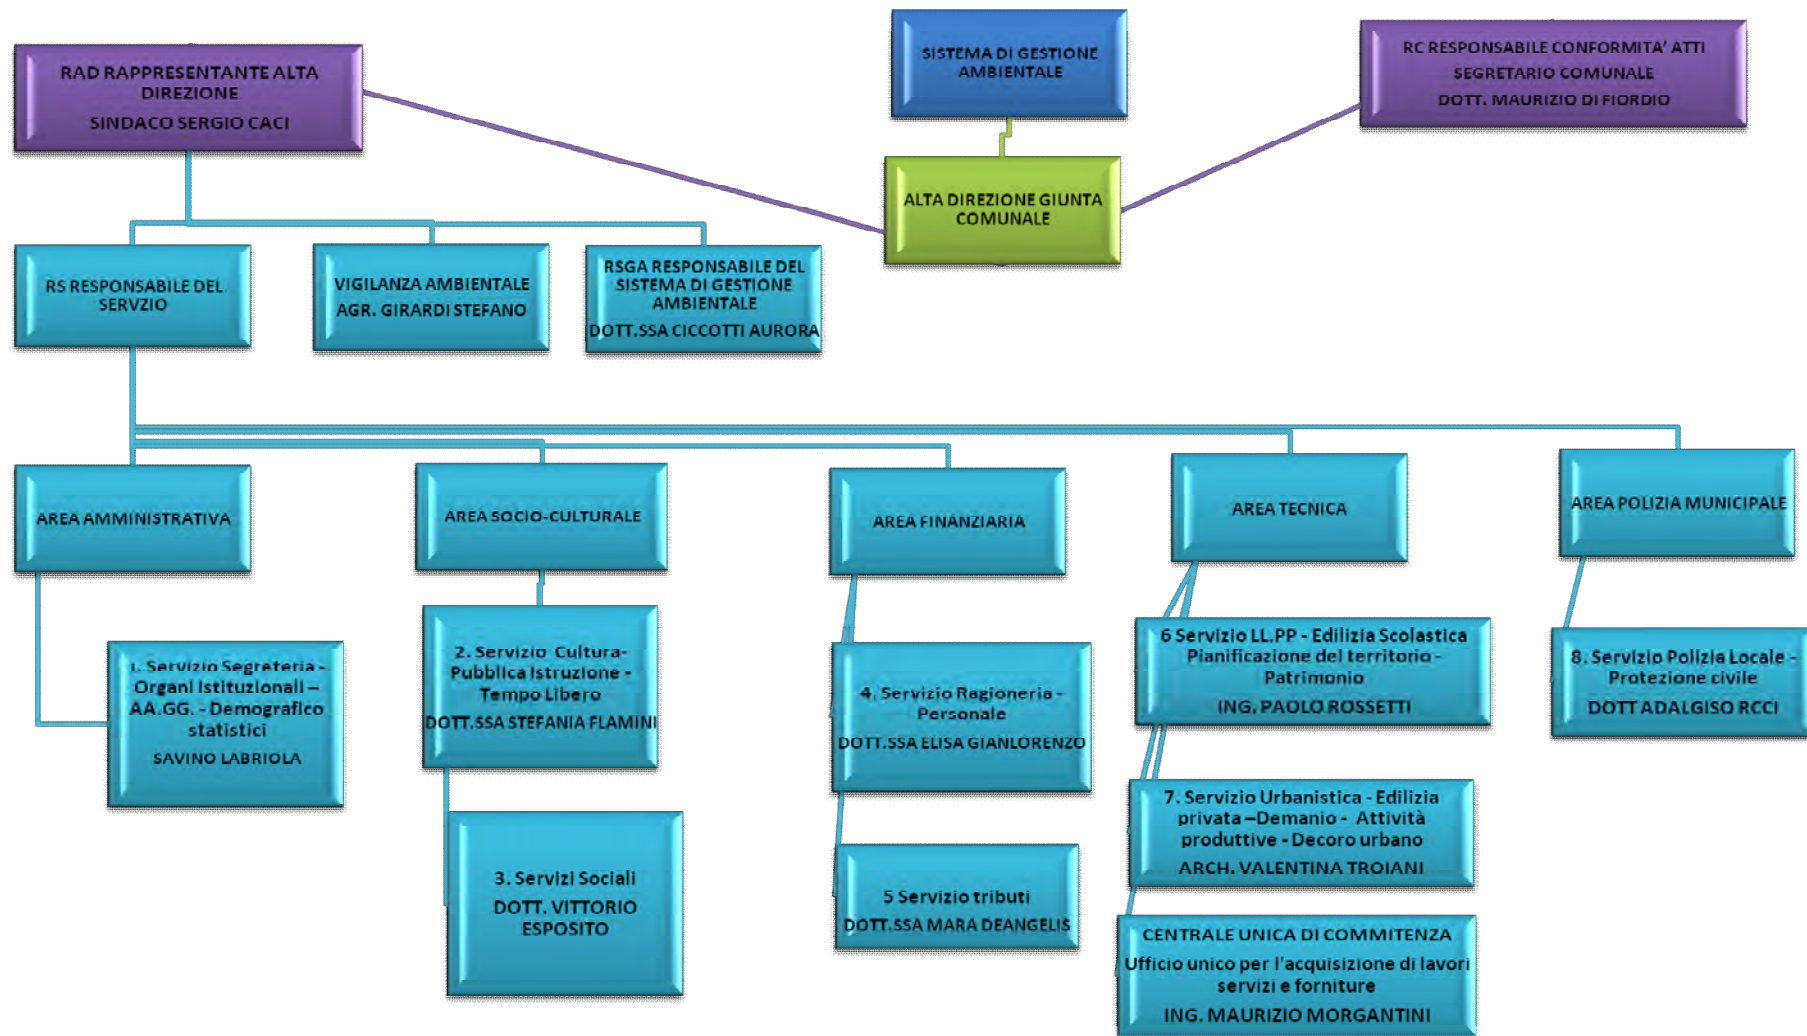 SISTEMA DI GESTIONE
AMBIENTALE
RAD RAPPRESENTANTE ALTA
DIREZIONE
SINDACO SERGIO CACI
RC RESPONSABILE CONFORMITA' ATTI
SEGRETARIO COMUNALE
DOTT. MAURIZIO DI FIORDIO
ALTA DIREZIONE GIUNTA
COMUNALE
RS RESPONSABILE DEL
SERVZIO
VIGILANZA AMBIENTALE
AGR. GIRARDI STEFANO
RSGA RESPONSABILE DEL
SISTEMA DI GESTIONE
AMBIENTALE
DOTT.SSA CICCOTTI AURORA
AREA AMMINISTRATIVA
AREA SOCIO-CULTURALE
AREA FINANZIARIA
AREA TECNICA
AREA POLIZIA MUNICIPALE
1. Servizio Segreteria -
Organi Istituzionali –
AA.GG. - Demografico
statistici
SAVINO LABRIOLA
2. Servizio Cultura-
Pubblica Istruzione -
Tempo Libero
DOTT.SSA STEFANIA FLAMINI
3. Servizi Sociali
DOTT. VITTORIO
ESPOSITO
4. Servizio Ragioneria -
Personale
DOTT.SSA ELISA GIANLORENZO
5 Servizio tributi
DOTT.SSA MARA DEANGELIS
6 Servizio LL.PP - Edilizia Scolastica
Pianificazione del territorio -
Patrimonio
ING. PAOLO ROSSETTI
7. Servizio Urbanistica - Edilizia
privata –Demanio - Attività
produttive - Decoro urbano
ARCH. VALENTINA TROIANI
CENTRALE UNICA DI COMMITENZA
Ufficio unico per l'acquisizione di lavori
servizi e forniture
ING. MAURIZIO MORGANTINI
8. Servizio Polizia Locale -
Protezione civile
DOTT ADALGISO RCCI